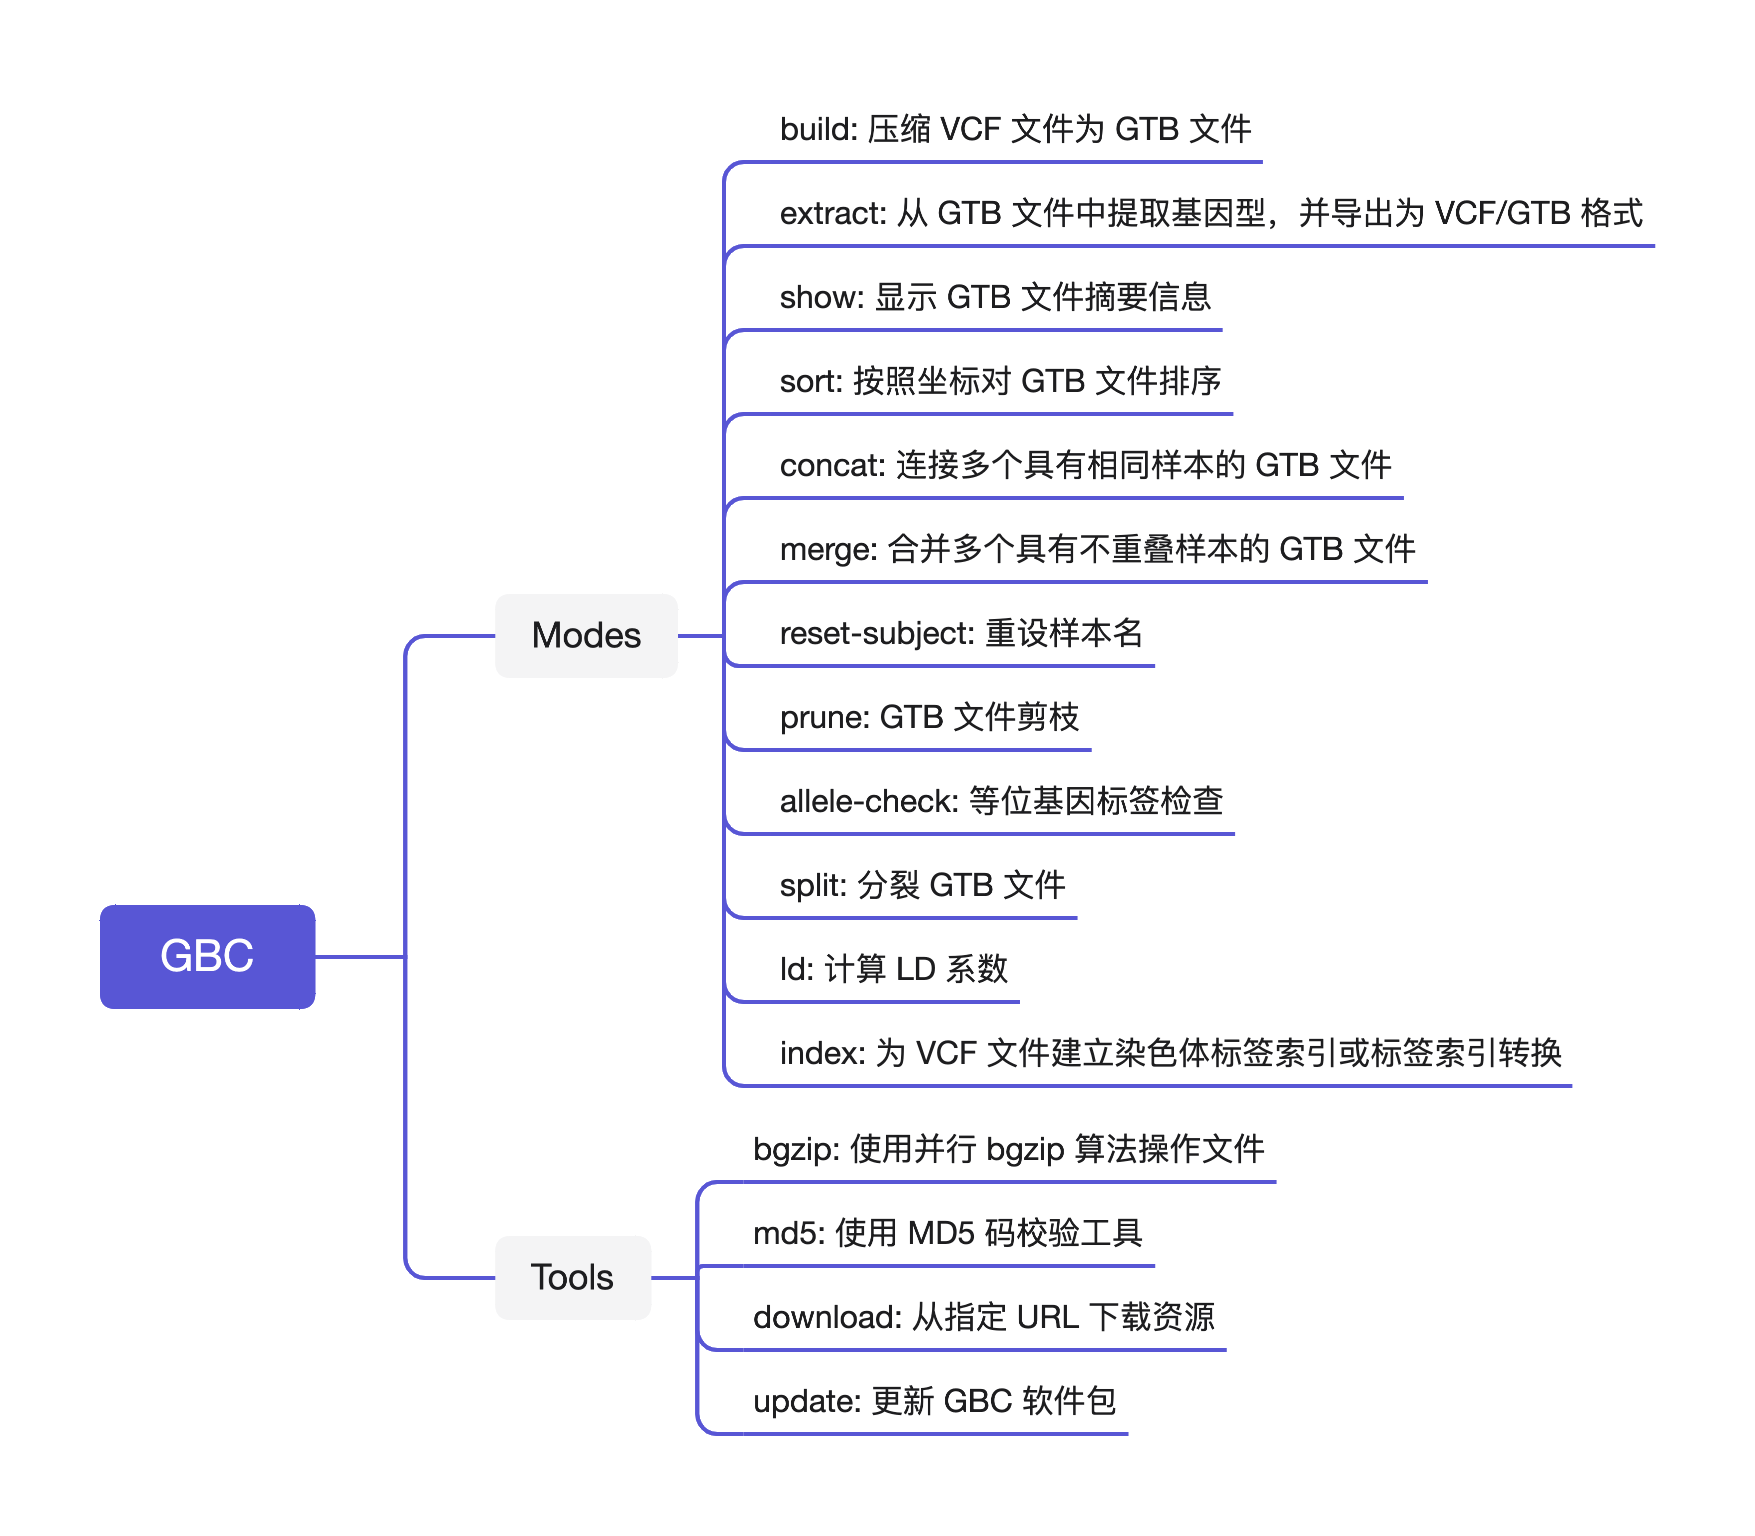 build: 压缩 VCF 文件为 GTB 文件
extract: 从 GTB 文件中提取基因型，并导出为 VCF/GTB 格式
show: 显示 GTB 文件摘要信息
sort: 按照坐标对 GTB 文件排序
concat: 连接多个具有相同样本的 GTB 文件
merge: 合并多个具有不重叠样本的 GTB 文件
Modes
reset-subject: 重设样本名
prune: GTB 文件剪枝
allele-check: 等位基因标签检查
split: 分裂 GTB 文件
GBC
ld: 计算 LD 系数
index: 为 VCF 文件建立染色体标签索引或标签索引转换
bgzip: 使用并行 bgzip 算法操作文件
md5: 使用 MD5 码校验工具
Tools
download: 从指定 URL 下载资源
update: 更新 GBC 软件包